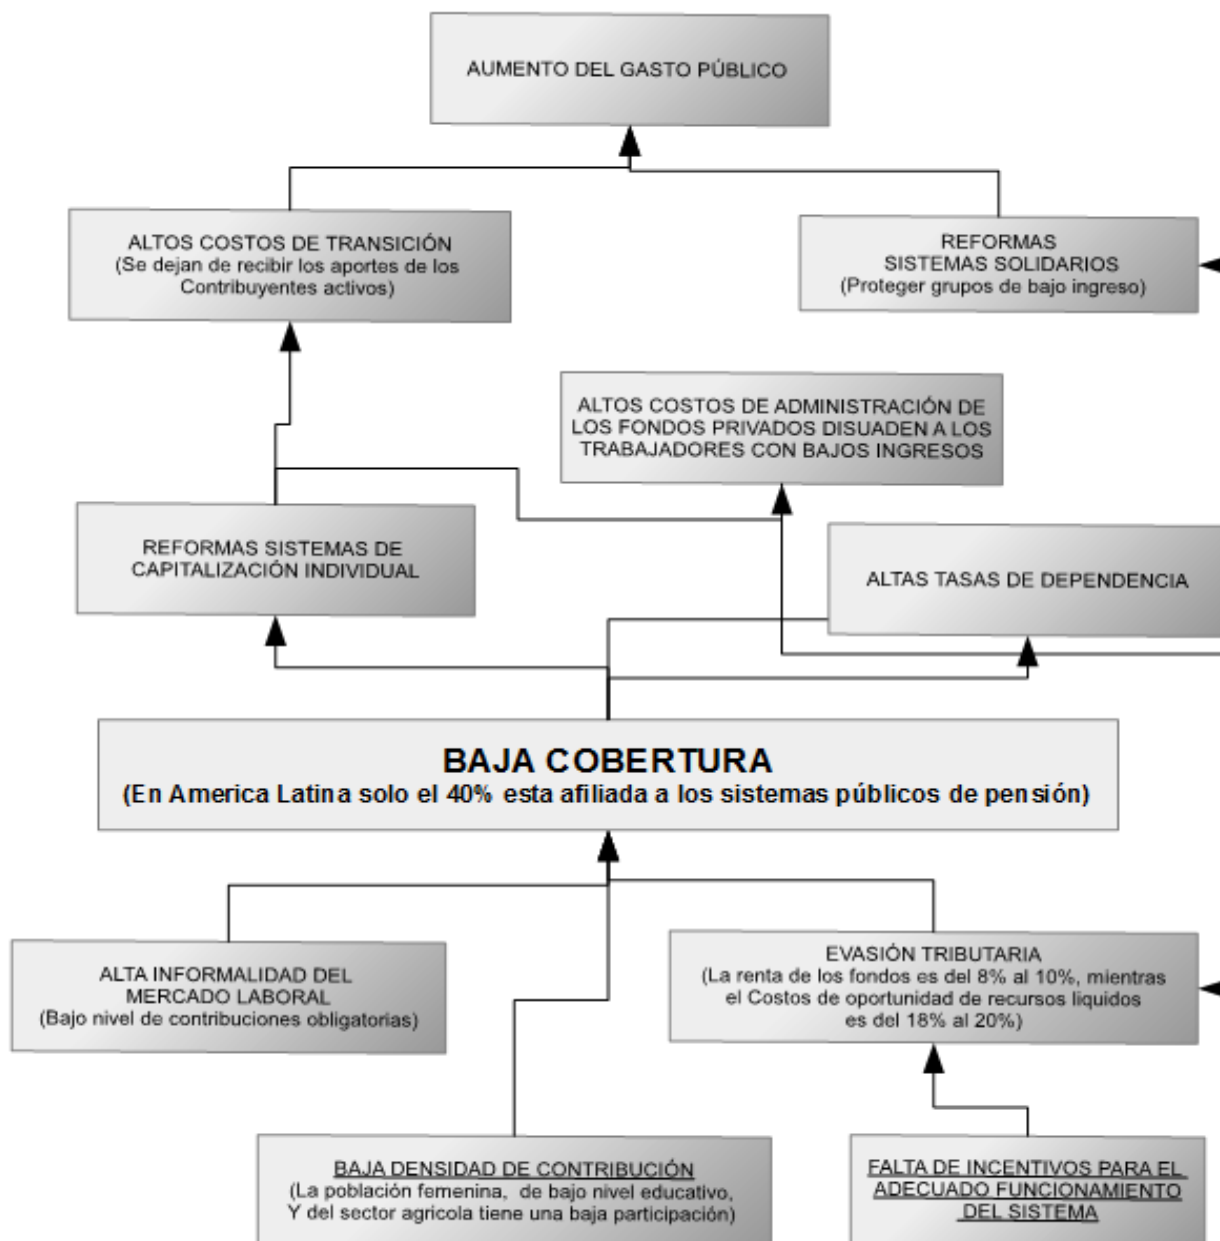 AUMENTO DEL GASTO PÚBLICO
ALTOS COSTOS DE TRANSICIÓN
(Se dejan de recibir los aportes de los
Contribuyentes activos)
REFORMAS
SISTEMAS SOLIDARIOS
(Proteger grupos de bajo ingreso)
ALTOS COSTOS DE ADMINISTRACIÓN DE
LOS FONDOS PRIVADOS DISUADEN A LOS
TRABAJADORES CON BAJOS INGRESOS
REFORMAS SISTEMAS DE
CAPITALIZACIÓN INDIVIDUAL
ALTAS TASAS DE DEPENDENCIA
BAJA COBERTURA
(En America Latina solo el 40% esta afiliada a los sistemas públicos de pensión)
ALTA INFORMALIDAD DEL
MERCADO LABORAL
(Bajo nivel de contribuciones obligatorias)
EVASIÓN TRIBUTARIA
(La renta de los fondos es del 8% al 10%, mientras
el Costos de oportunidad de recursos liquidos
es del 18% al 20%)
BAJA DENSIDAD DE CONTRIBUCIÓN
(La población femenina, de bajo nivel educativo,
Y del sector agricola tiene una baja participación)
FALTA DE INCENTIVOS PARA EL
ADECUADO FUNCIONAMIENTO
DEL SISTEMA